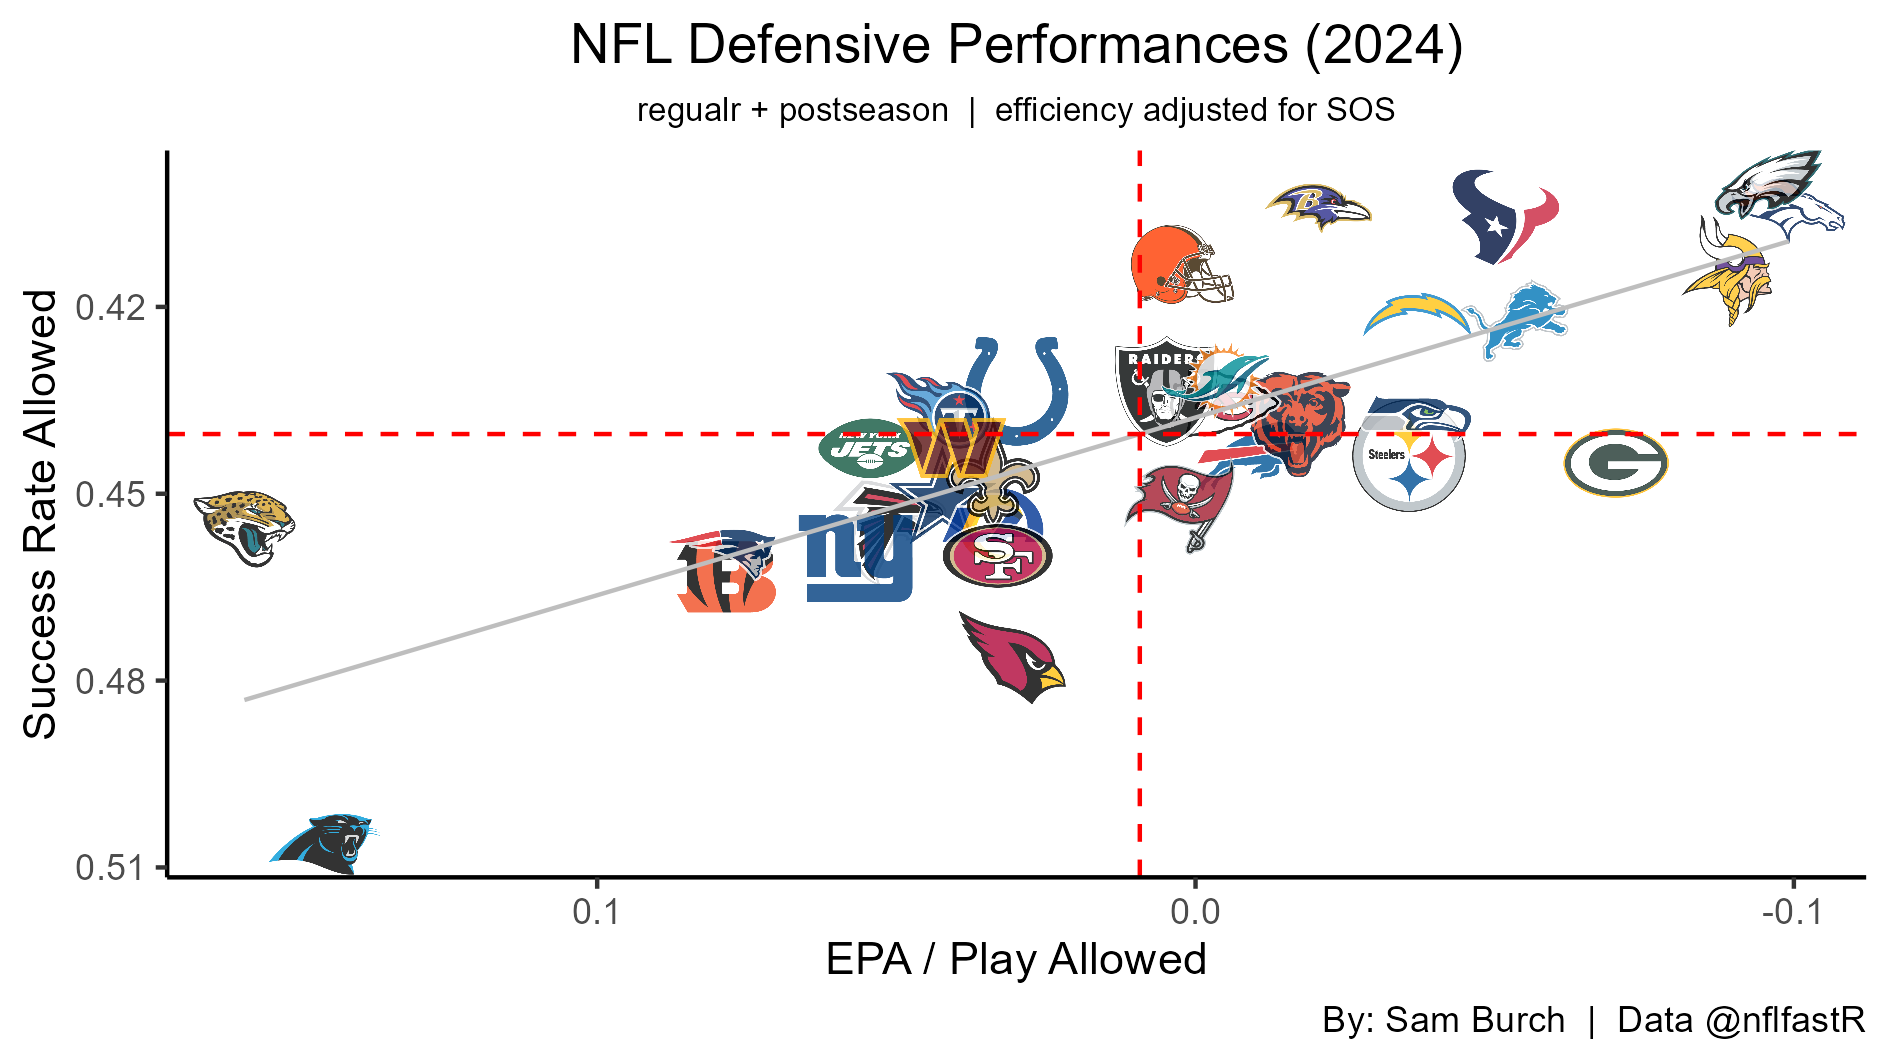 NFL Defensive Performances (2024)
regualr + postseason | efficiency adjusted for SOS
Success Rate Allowed
0.42
0.45
0.48
0.51
RAIDERS
JETS
Steelers
B
T
W
G
SF
ny
B
0.1
0.0
-0.1
EPA / Play Allowed
By: Sam Burch | Data @nflfastR